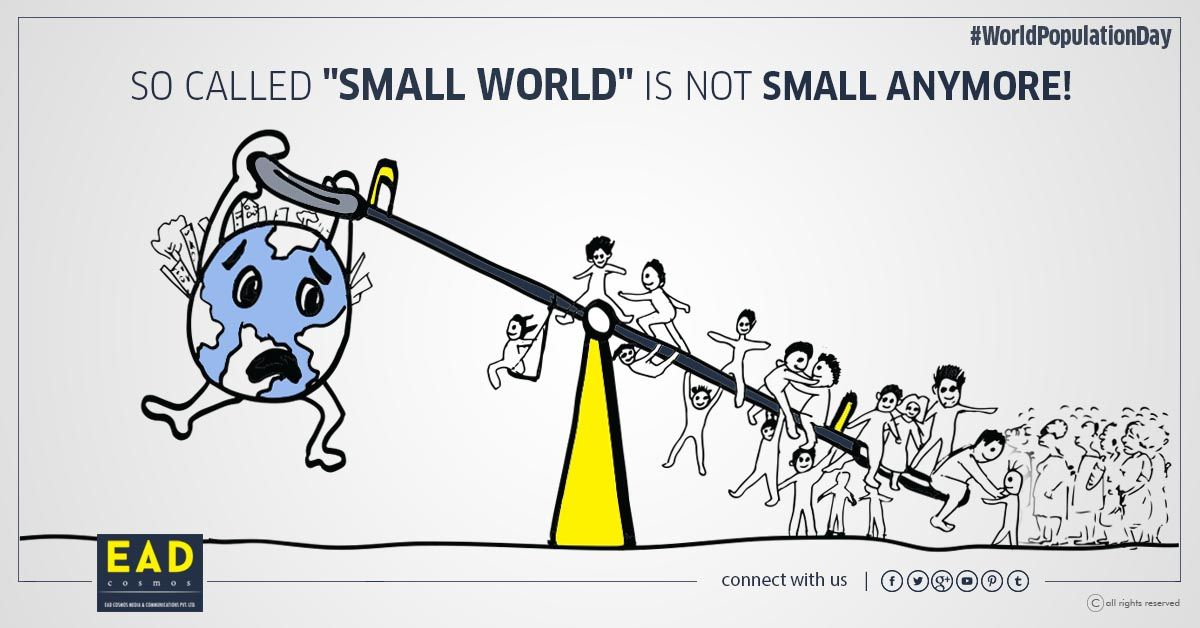 #WorldPopulationDay
SO CALLED "SMALL WORLD" IS NOT SMALL ANYMORE!
EAD
cosmos
EAD COSMOS MEDIA & COMMUNICATIONS PVT. LTD.
connect with us |
© all rights reserved